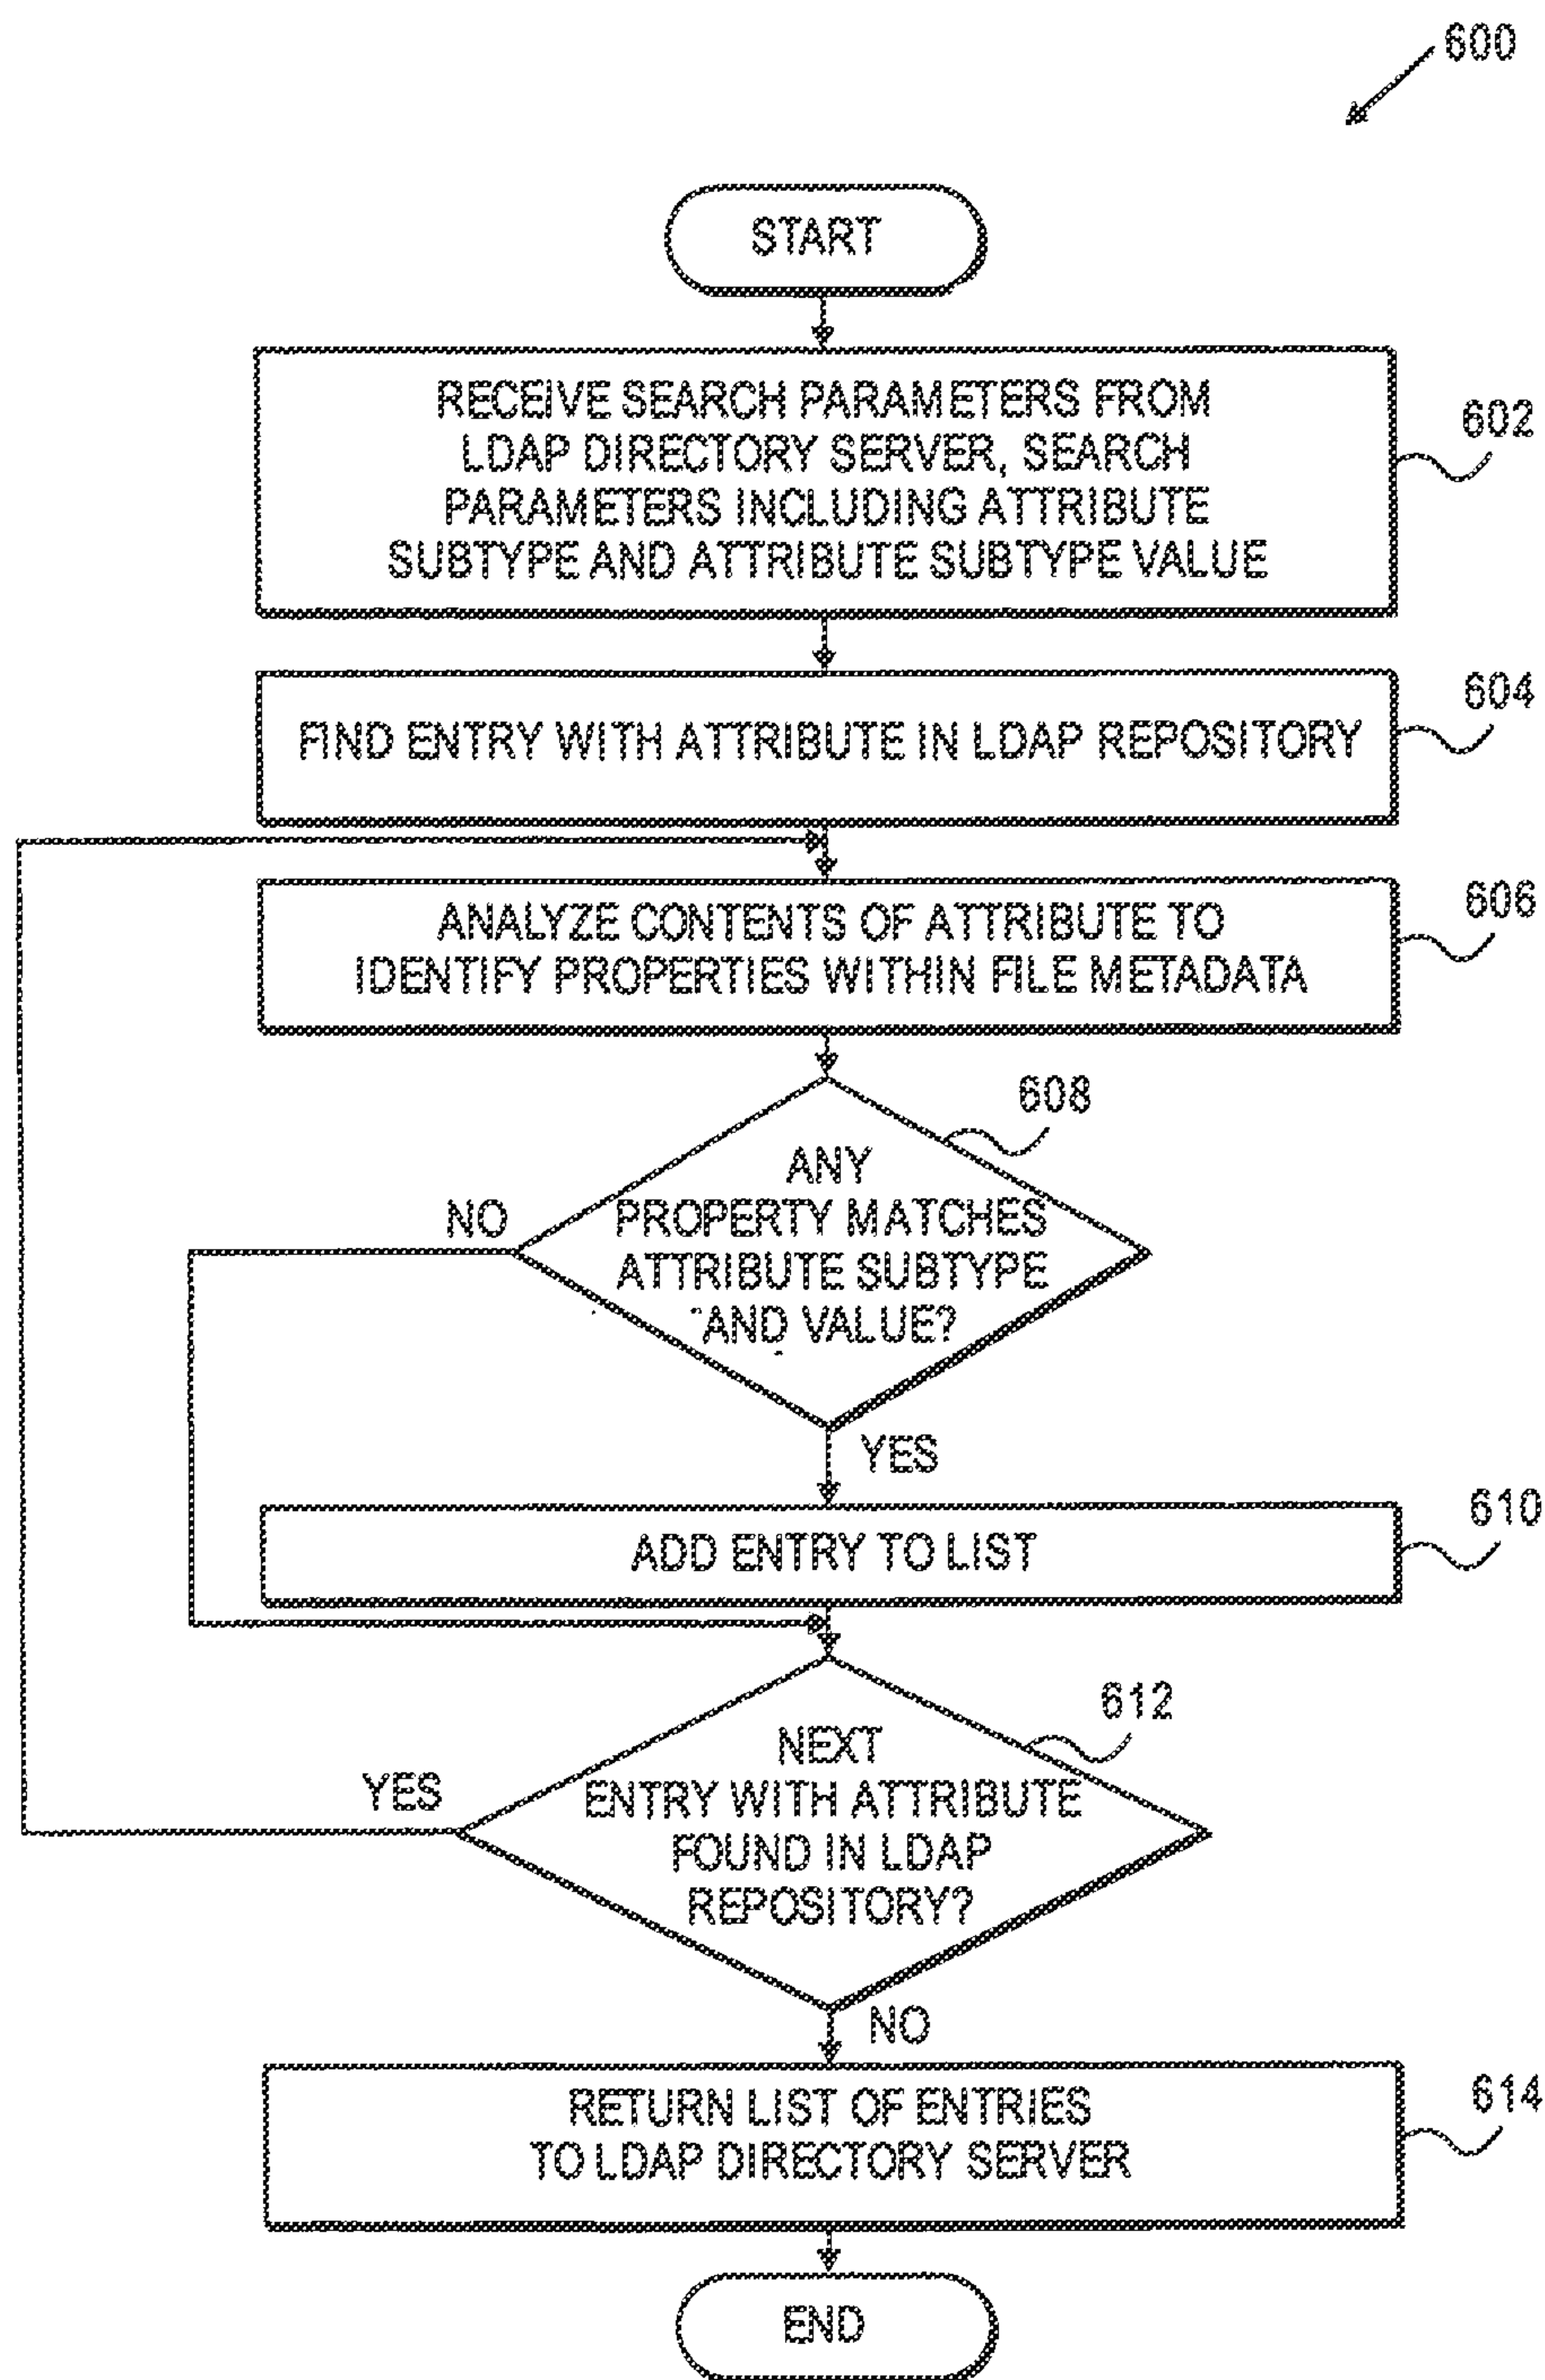 600
START
RECEIVE SEARCH PARAMETERS FROM
LDAP DIRECTORY SERVER, SEARCH
PARAMETERS INCLUDING ATTRIBUTE
SUBTYPE AND ATTRIBUTE SUBTYPE VALUE
602
FIND ENTRY WITH ATTRIBUTE IN LDAP REPOSITORY
604
ANALYZE CONTENTS OF ATTRIBUTE TO
IDENTIFY PROPERTIES WITHIN FILE METADATA
606
608
ANY
PROPERTY MATCHES
ATTRIBUTE SUBTYPE
AND VALUE?
NO
YES
ADD ENTRY TO LIST
610
612
NEXT
ENTRY WITH ATTRIBUTE
FOUND IN LDAP
REPOSITORY?
YES
NO
RETURN LIST OF ENTRIES
TO LDAP DIRECTORY SERVER
614
END